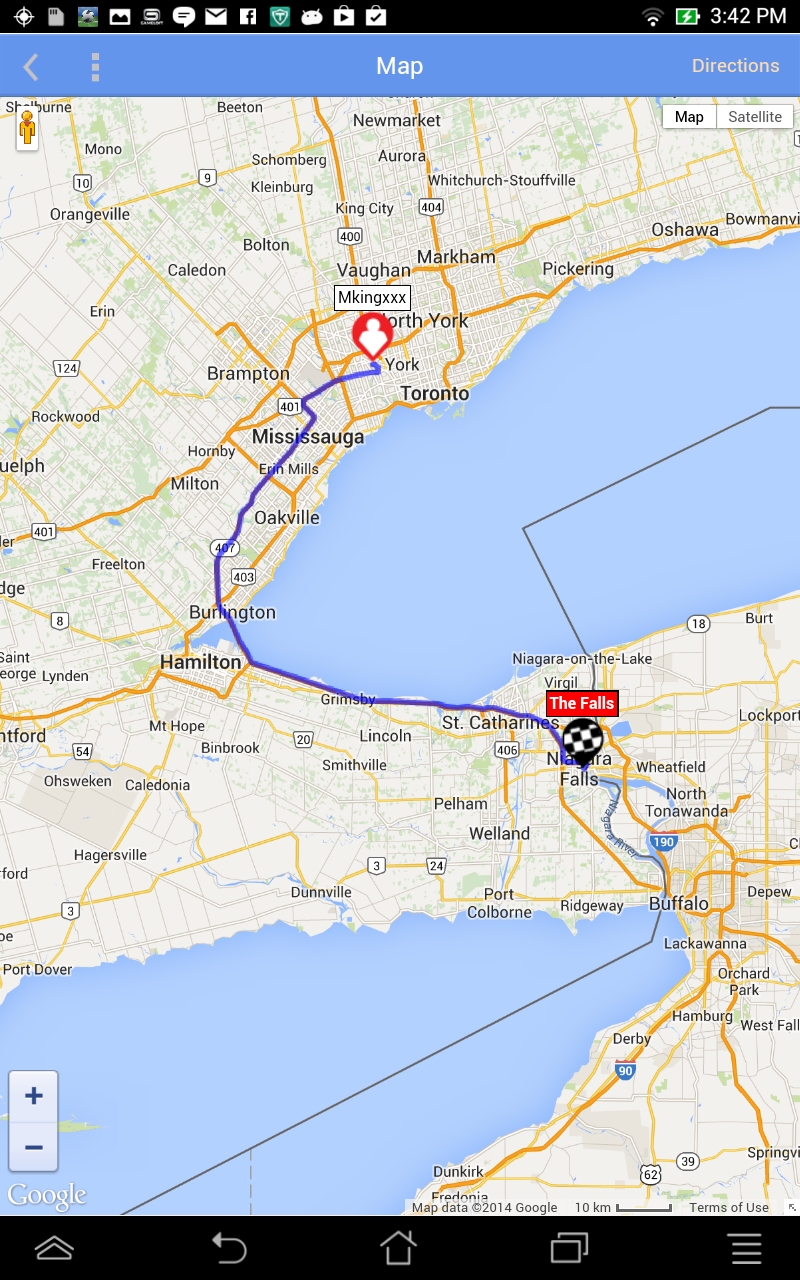 3:42 PM
Map
Directions
Shelburne
Beeton
Newmarket
Map
Satellite
Mono
Schomberg
Aurora
10
9
Kleinburg
Whitchurch-Stouffville
Orangeville
King City
404
Bowmanvi
400
Oshawa
Bolton
Markham
Caledon
Vaughan
Pickering
Mkingxxx
Erin
orth York
124
York
Brampton
Toronto
401
Rockwood
Mississauga
Hornby
uelph
Erin Mills
Milton
Oakville
401
ler
407
Freelton
403
dge
Burlington
8
18
Burt
Saint
eorge
Lynden
Hamilton
Niagara-on-the-Lake
Virgil
Grimsby
The Falls
St. Catharines
Lockport
ntford
Mt Hope
20
Lincoln
54
Binbrook
406
Niagara
Falls
Smithville
Wheatfield
Ohsweken
Caledonia
North
Tonawanda
Pelham
Niagara River
Welland
190
Hagersville
3
24
rford
Dunnville
Port
Colborne
Ridgeway
Buffalo
Depew
3
oe
Lackawanna
Port Dover
Orchard
Park
Hamburg
West Fall
Derby
90
Springvi
39
Dunkirk
62
Fredonia
Google
Map data ©2014 Google
10 km
Terms of Use